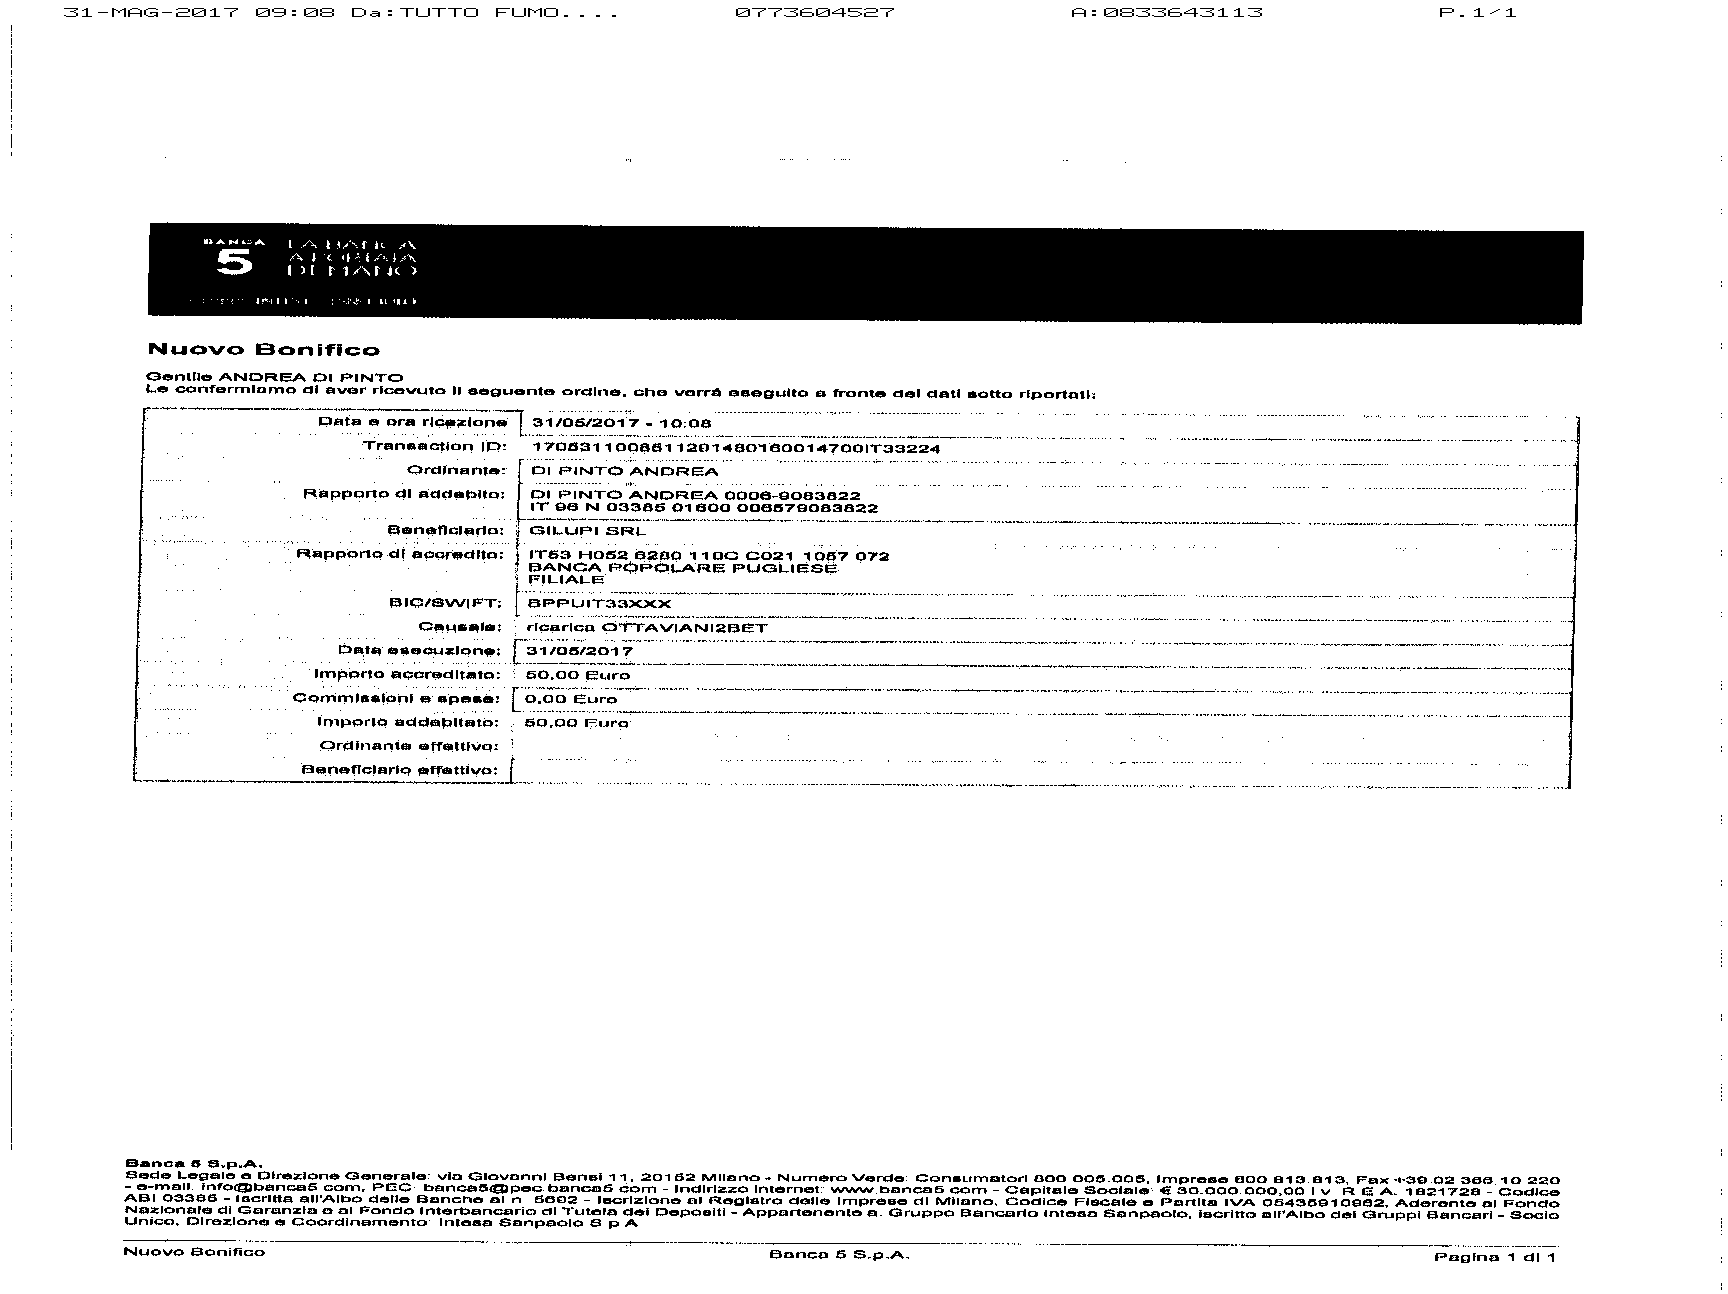 31-MAG-2017 09:08 Da:TUTTO FUMO.... 0773604527 A:0833643113 P.1/1
BANCA 5 LA BANCA
A PORTATA
DI MANO
Nuovo Bonifico
Gentile ANDREA DI PINTO
Le confermiamo di aver ricevuto il seguente ordine, che verrá eseguito a fronte dei dati sotto riportati:
Data e ora ricezione 31/05/2017 - 10:08
Transaction ID: 1705311008511291480160014700IT33224
Ordinante: DI PINTO ANDREA
Rapporto di addebito: DI PINTO ANDREA 0006-9083822
IT 96 N 03385 01600 006579083822
Beneficiario: GILUPI SRL
Rapporto di accredito: IT53 H052 6280 110C C021 1057 072
BANCA POPOLARE PUGLIESE
FILIALE
BIC/SWIFT: BPPUIT33XXX
Causale: ricarica OTTAVIANI2BET
Data esecuzione: 31/05/2017
Importo accreditato: 50,00 Euro
Commissioni e spese: 0,00 Euro
Importo addebitato: 50,00 Euro
Ordinante effettivo:
Beneficiario effettivo:
Banca 5 S.p.A.
Sede Legale e Direzione Generale: via Giovanni Bensi 11, 20152 Milano - Numero Verde: Consumatori 800 005.005, Imprese 800 813.813, Fax +39.02 366.10 220
- e-mail. info@banca5 com, PEC: banca5@pec.banca5 com - Indirizzo Internet: www.banca5 com - Capitale Sociale: € 30.000.000,00 i v R E A. 1821728 - Codice
ABI 03385 - Iscritta all'Albo delle Banche al n 5692 - Iscrizione al Registro delle Imprese di Milano, Codice Fiscale e Partita IVA 05435910962, Aderente al Fondo
Nazionale di Garanzia e al Fondo Interbancario di Tutela dei Depositi - Appartenente a: Gruppo Bancario Intesa Sanpaolo, iscritto all'Albo dei Gruppi Bancari - Socio
Unico, Direzione e Coordinamento: Intesa Sanpaolo S p A
Nuovo Bonifico Banca 5 S.p.A. Pagina 1 di 1